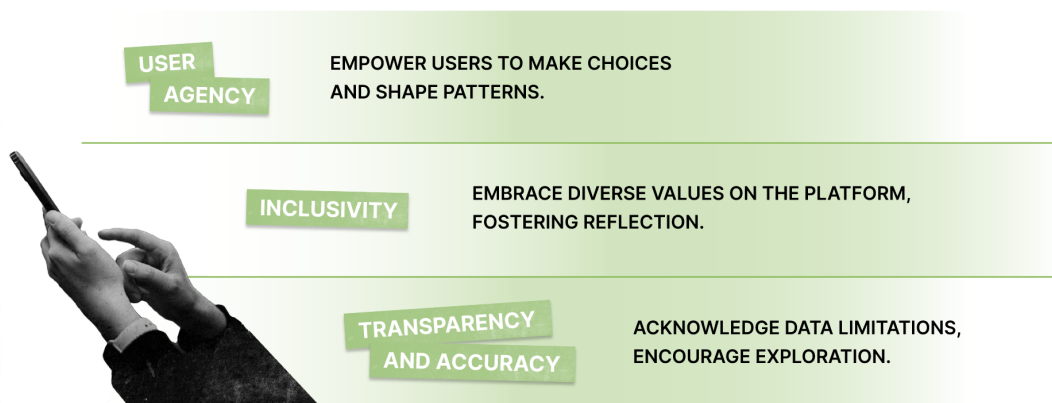 USER
AGENCY
EMPOWER USERS TO MAKE CHOICES
AND SHAPE PATTERNS.
INCLUSIVITY
EMBRACE DIVERSE VALUES ON THE PLATFORM,
FOSTERING REFLECTION.
TRANSPARENCY
AND ACCURACY
ACKNOWLEDGE DATA LIMITATIONS,
ENCOURAGE EXPLORATION.